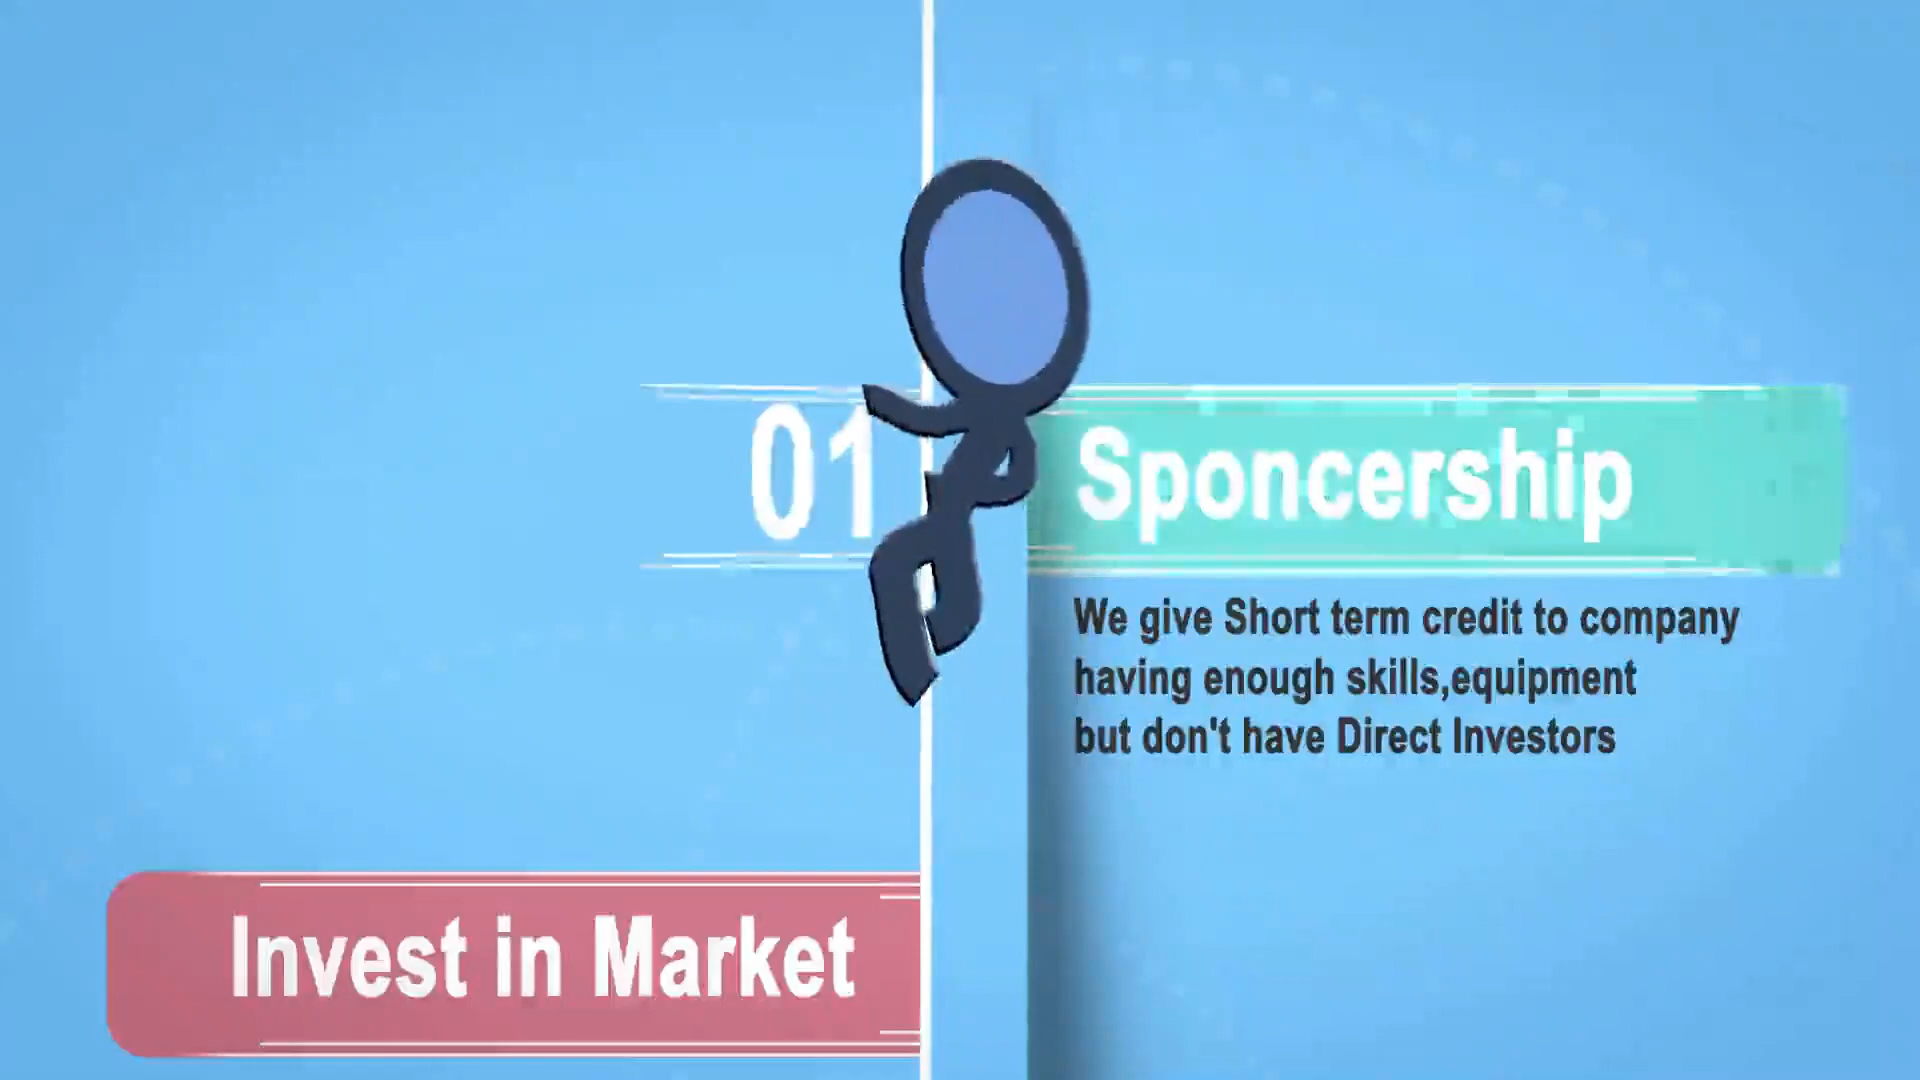 01
Sponcership
We give Short term credit to company
having enough skills,equipment
but don't have Direct Investors
Invest in Market